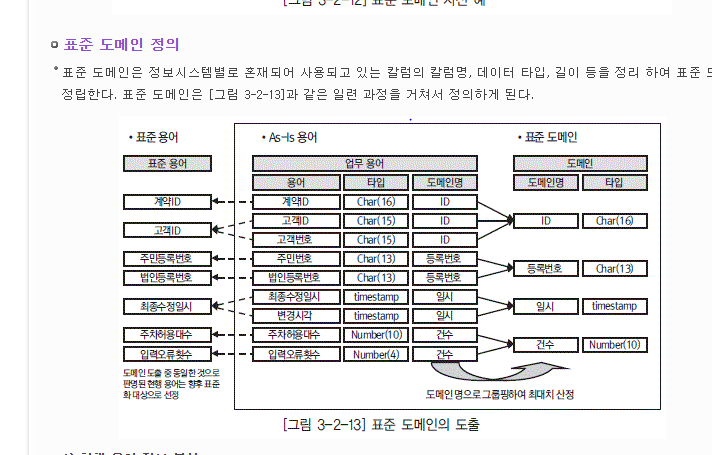 [그림 3-2-12] 표준 도메인
표준 도메인 정의
표준 도메인은 정보시스템별로 혼재되어 사용되고 있는 칼럼의 칼럼명, 데이터 타입, 길이 등을 정리 하여 표준
정립한다. 표준 도메인은 [그림 3-2-13]과 같은 일련 과정을 거쳐서 정의하게 된다.
• 표준 용어 • As-Is 용어 • 표준 도메인
표준 용어 업무 용어 도메인
용어 타입 도메인명 도메인명 타입
계약ID 계약ID Char(16) ID
고객ID 고객ID Char(15) ID ID Char(16)
고객번호 Char(15) ID
주민등록번호 주민번호 Char(13) 등록번호 등록번호 Char(13)
법인등록번호 법인등록번호 Char(13) 등록번호
최종수정일시 최종수정일시 timestamp 일시 일시 timestamp
변경시각 timestamp 일시
주차허용대수 주차허용대수 Number(10) 건수 건수 Number(10)
입력오류횟수 입력오류횟수 Number(4) 건수
도메인 도출 중 동일한 것으로
판명된 현행 용어는 향후 표준
화 대상으로 선정
도메인명으로 그룹핑하여 최대치 산정
[그림 3-2-13] 표준 도메인의 도출